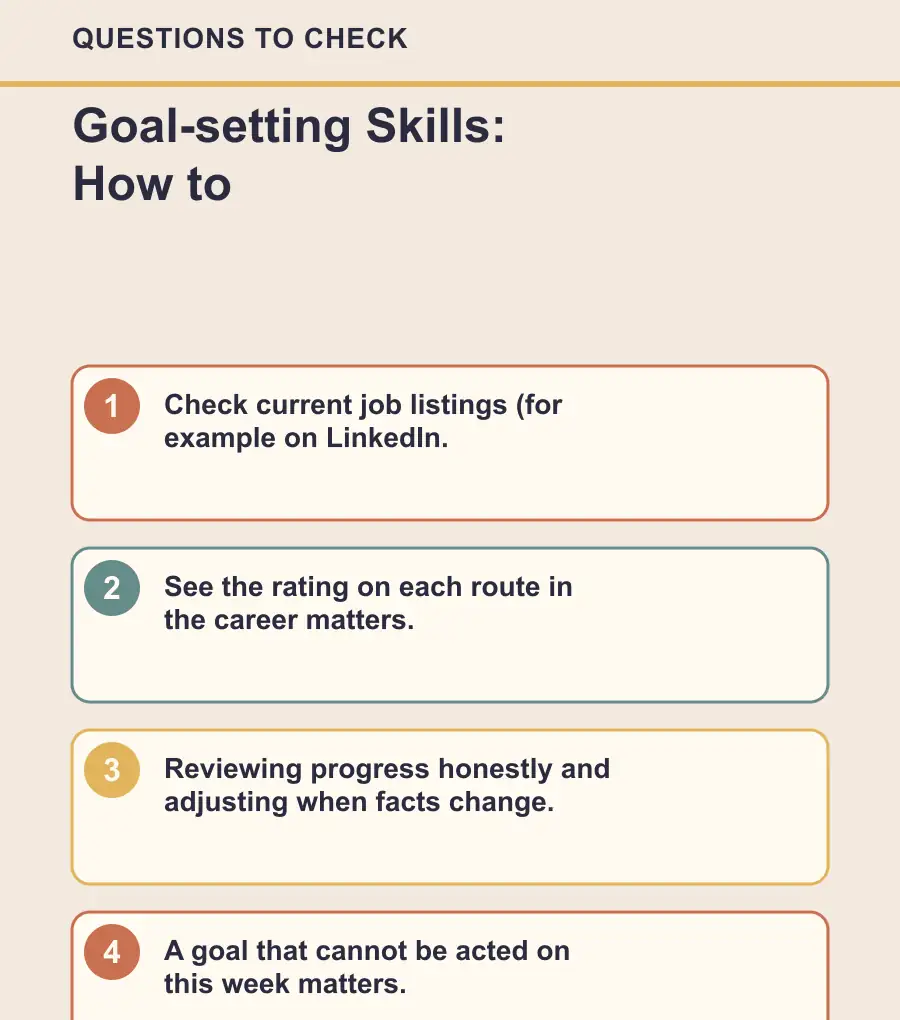 QUESTIONS TO CHECK
Goal-setting Skills:
How to
1
Check current job listings (for
example on LinkedIn.
2
See the rating on each route in
the career matters.
3
Reviewing progress honestly and
adjusting when facts change.
4
A goal that cannot be acted on
this week matters.